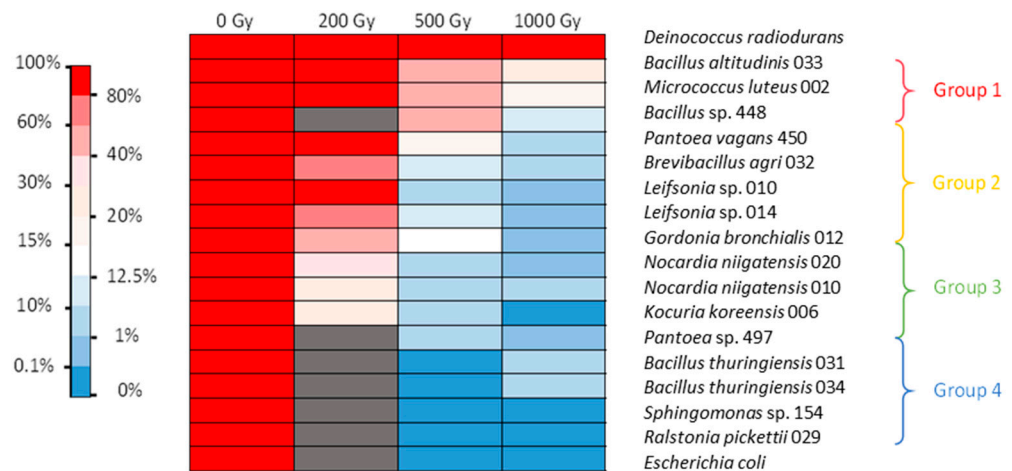 0 Gy 200 Gy 500 Gy 1000 Gy
100%
80%
60%
40%
30%
20%
15%
12.5%
10%
1%
0.1%
0%
Deinococcus radiodurans
Bacillus altitudinis 033
Micrococcus luteus 002
Bacillus sp. 448
Pantoea vagans 450
Brevibacillus agri 032
Leifsonia sp. 010
Leifsonia sp. 014
Gordonia bronchialis 012
Nocardia niigatensis 020
Nocardia niigatensis 010
Kocuria koreensis 006
Pantoea sp. 497
Bacillus thuringiensis 031
Bacillus thuringiensis 034
Sphingomonas sp. 154
Ralstonia pickettii 029
Escherichia coli
Group 1
Group 2
Group 3
Group 4